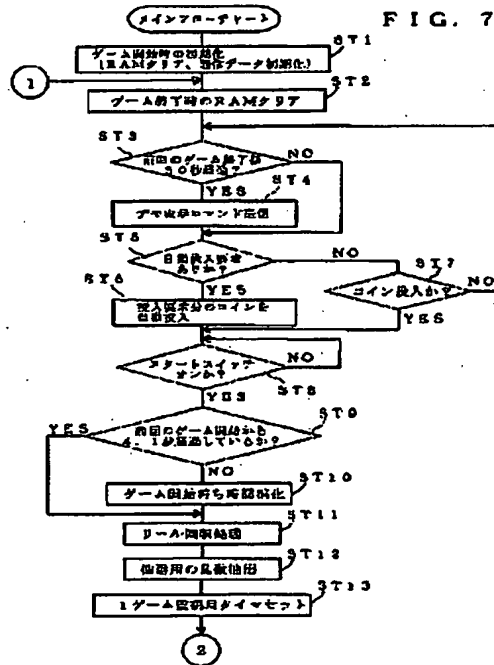 FIG. 7
メインフローチャート
ST1
ゲーム開始時の初期化
(RAMクリア、通信データ初期化)
1
ST2
ゲーム終了時のRAMクリア
ST3
前回のゲーム終了から
30秒経過?
NO
YES
ST4
デモ表示コマンド送信
ST5
自動投入要求
ありか?
NO
YES
ST6
投入要求分のコインを
自動投入
ST7
コイン投入か?
NO
YES
スタートスイッチ
オンか?
NO
ST8
YES
ST9
前回のゲーム開始から
4.1秒経過しているか?
YES
NO
ST10
ゲーム開始待ち時間消化
ST11
リール回転処理
ST12
抽選用の乱数抽出
ST13
1ゲーム監視用タイマセット
2